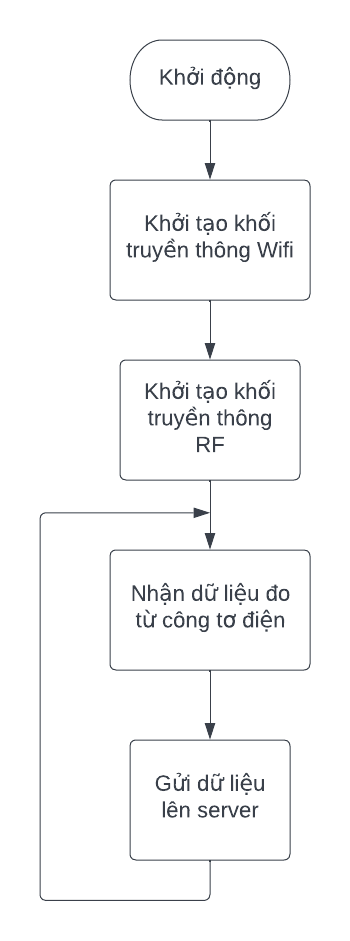 Khởi động
Khởi tạo khối
truyền thông Wifi
Khởi tạo khối
truyền thông
RF
Nhận dữ liệu đo
từ công tơ điện
Gửi dữ liệu
lên server